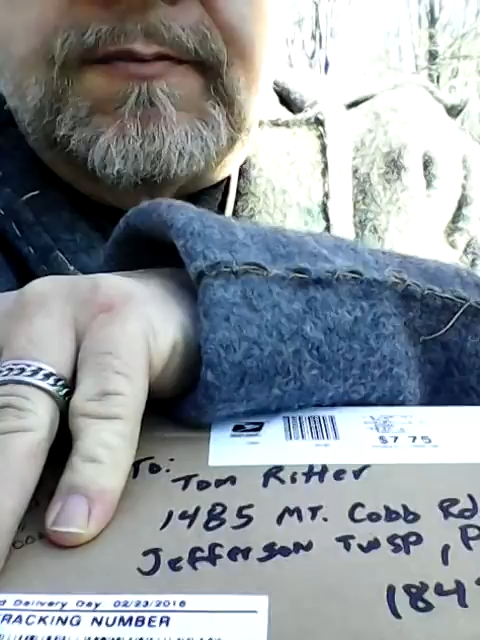 $7.75
To:
Tom Ritter
1485 MT. Cobb Rd
Jefferson TWSP, P
184
d Delivery Day 02/23/2016
RACKING NUMBER